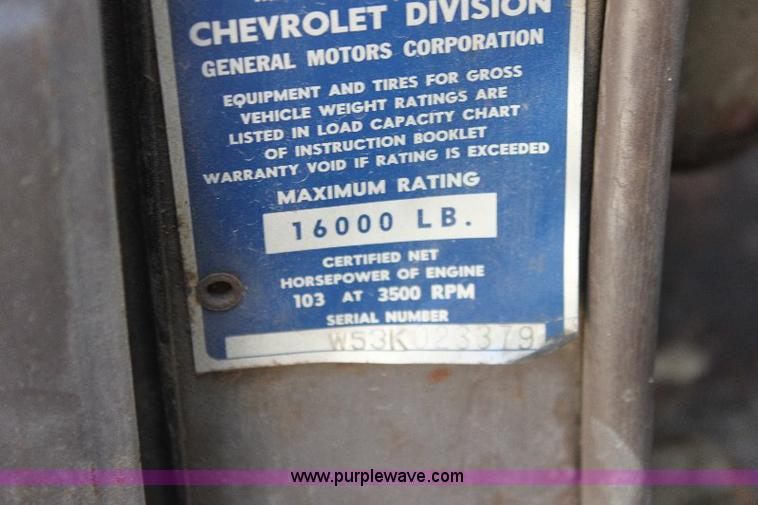 CHEVROLET DIVISION
GENERAL MOTORS CORPORATION
EQUIPMENT AND TIRES FOR GROSS
VEHICLE WEIGHT RATINGS ARE
LISTED IN LOAD CAPACITY CHART
OF INSTRUCTION BOOKLET
WARRANTY VOID IF RATING IS EXCEEDED
MAXIMUM RATING
16000 LB.
CERTIFIED NET
HORSEPOWER OF ENGINE
103 AT 3500 RPM
SERIAL NUMBER
W53K023379
www.purplewave.com